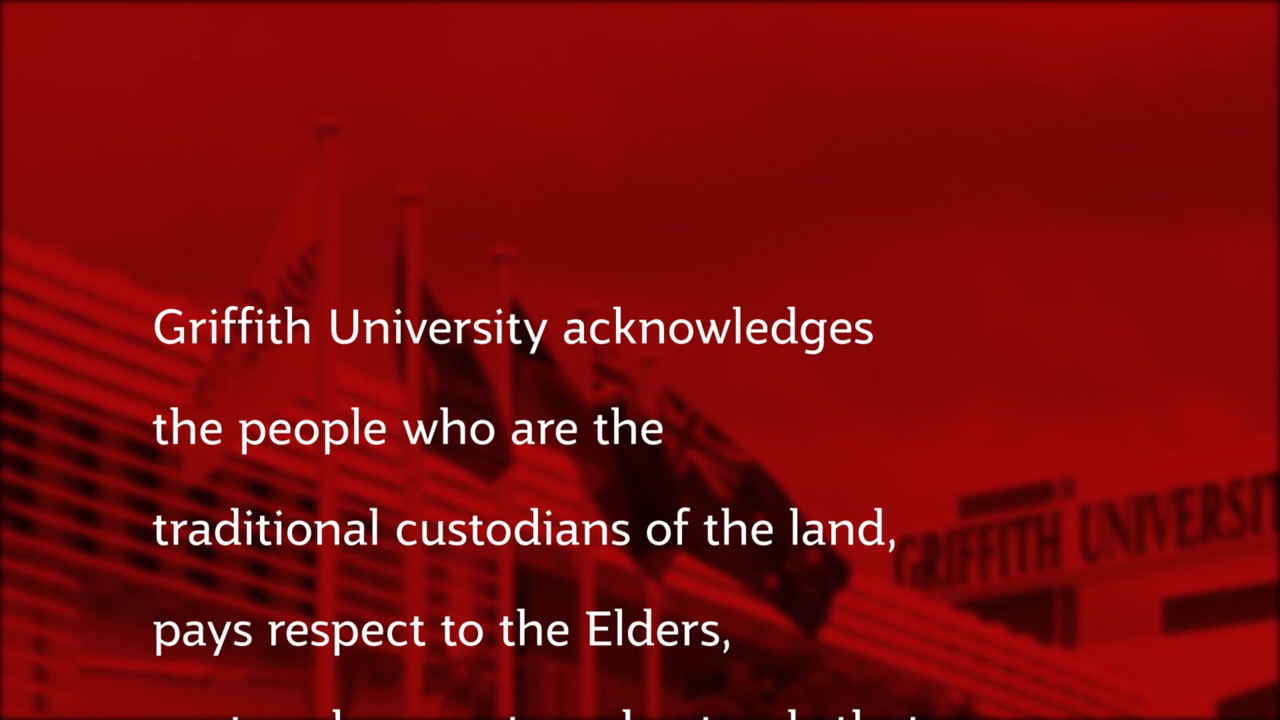 Griffith University acknowledges
the people who are the
traditional custodians of the land,
pays respect to the Elders,
GRIFFITH UNIVERSIT